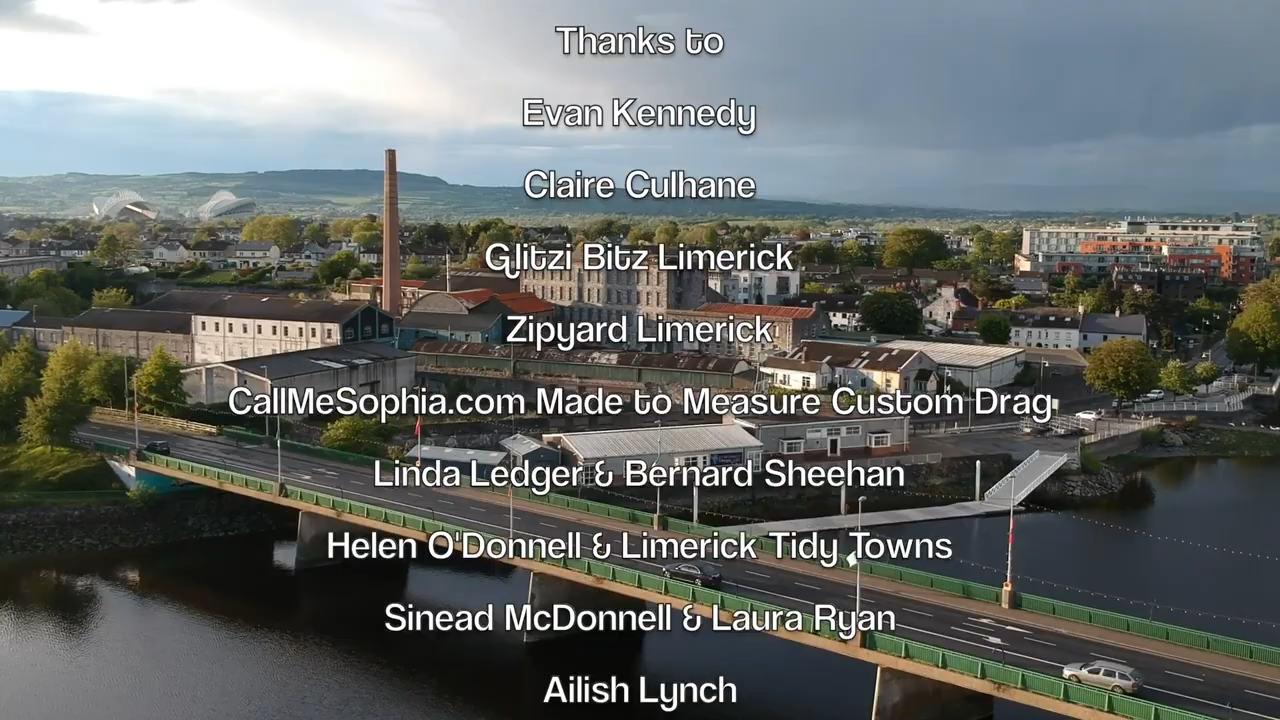 Thanks to
Evan Kennedy
Claire Culhane
Glitzi Bitz Limerick
Zipyard Limerick
CallMeSophia.com Made to Measure Custom Drag
Linda Ledger & Bernard Sheehan
Helen O'Donnell & Limerick Tidy Towns
Sinead McDonnell & Laura Ryan
Ailish Lynch